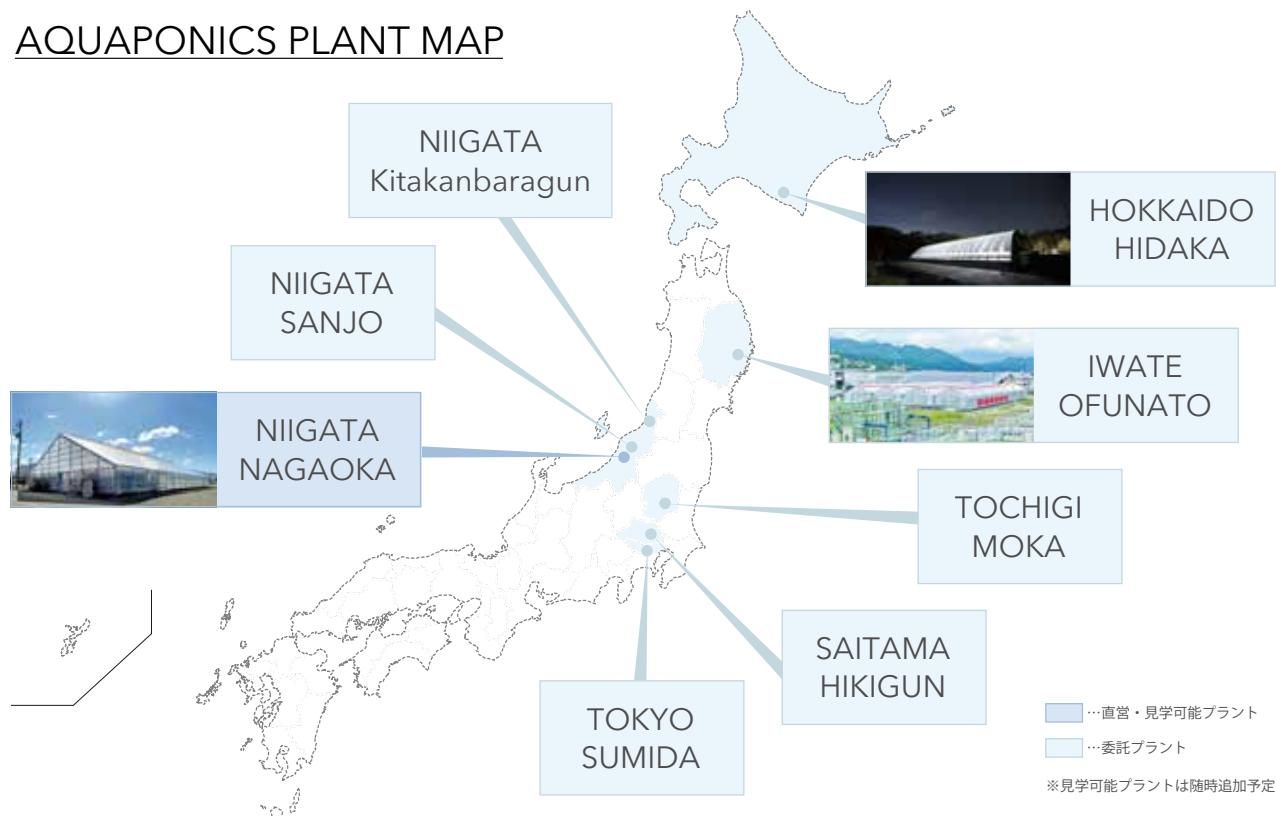 AQUAPONICS PLANT MAP
NIIGATA
Kitakanbaragun
NIIGATA
SANJO
NIIGATA
NAGAOKA
HOKKAIDO
HIDAKA
IWATE
OFUNATO
TOCHIGI
MOKA
SAITAMA
HIKIGUN
TOKYO
SUMIDA
…直営・見学可能プラント
…委託プラント
※見学可能プラントは随時追加予定